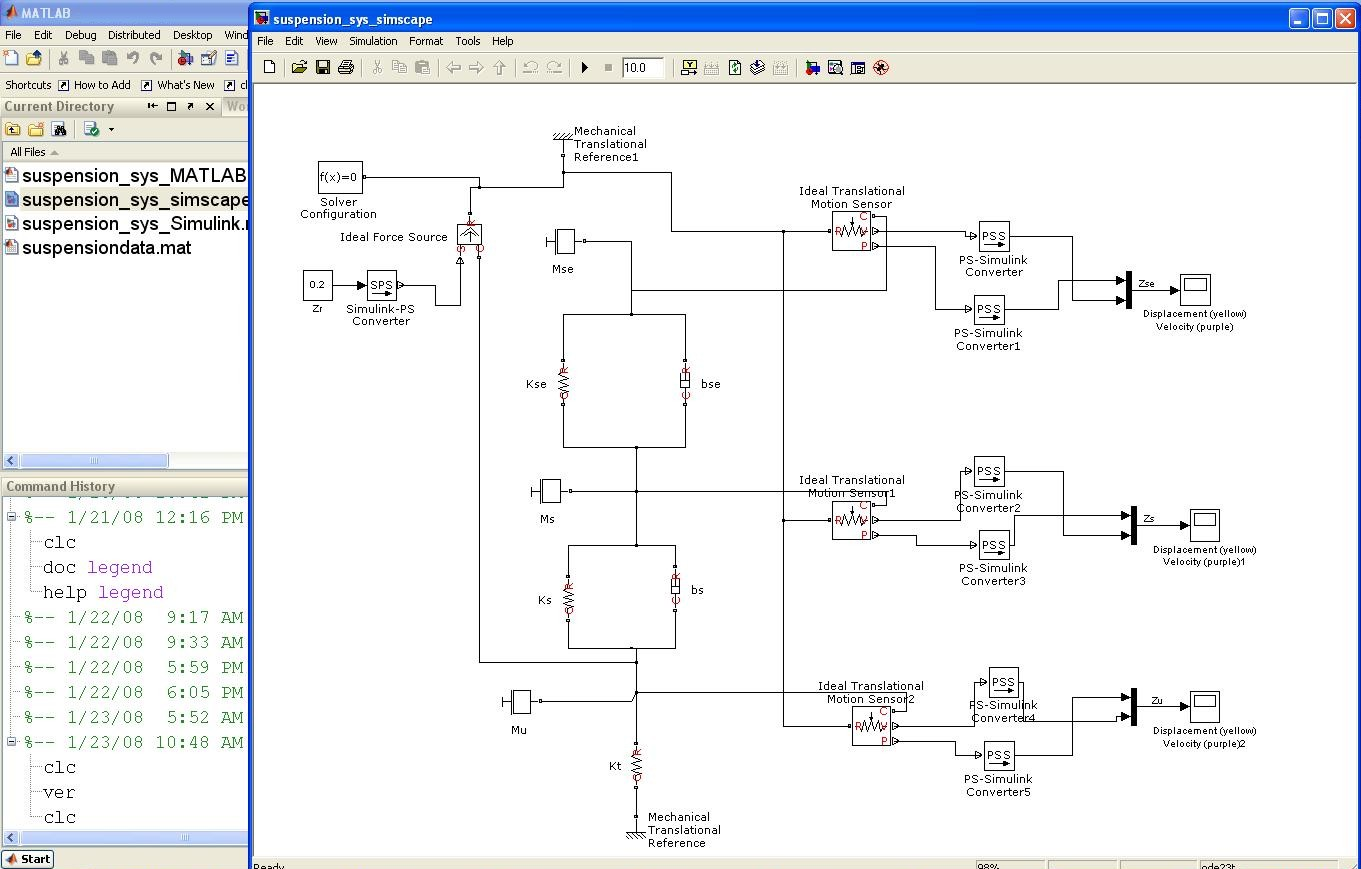 MATLAB
File Edit Debug Distributed Desktop Wind
Shortcuts How to Add What's New cl
Current Directory Wo
All Files
suspension_sys_MATLAB
suspension_sys_simscape
suspension_sys_Simulink.
suspensiondata.mat
Command History
%-- 1/21/08 12:16 PM
clc
doc legend
help legend
%-- 1/22/08 9:17 AM
%-- 1/22/08 9:33 AM
%-- 1/22/08 5:59 PM
%-- 1/22/08 6:05 PM
%-- 1/23/08 5:52 AM
%-- 1/23/08 10:48 AM
clc
ver
clc
Start
suspension_sys_simscape
File Edit View Simulation Format Tools Help
10.0
Mechanical
Translational
Reference1
f(x)=0
Solver
Configuration
Ideal Force Source
R
S
C
0.2
Zr
SPS
Simulink-PS
Converter
Mse
Kse
R
C
bse
R
C
Ms
Ks
R
C
bs
R
C
Mu
Kt
R
C
Mechanical
Translational
Reference
Ideal Translational
Motion Sensor
R
C
V
P
PSS
PS-Simulink
Converter
PSS
PS-Simulink
Converter1
Zse
Displacement (yellow)
Velocity (purple)
Ideal Translational
Motion Sensor1
R
C
V
P
PSS
PS-Simulink
Converter2
PSS
PS-Simulink
Converter3
Zs
Displacement (yellow)
Velocity (purple)1
Ideal Translational
Motion Sensor2
R
C
V
P
PSS
PS-Simulink
Converter4
PSS
PS-Simulink
Converter5
Zu
Displacement (yellow)
Velocity (purple)2
Ready 98% ode23t